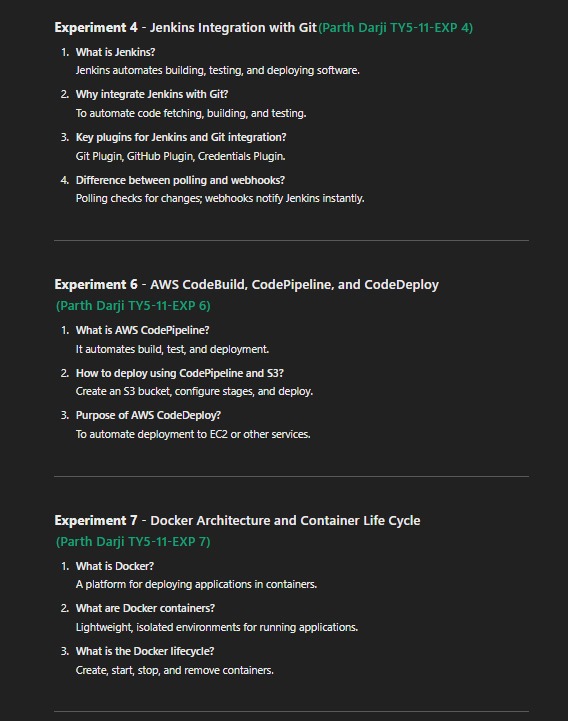 Experiment 4 - Jenkins Integration with Git(Parth Darji TY5-11-EXP 4)
1. What is Jenkins?
Jenkins automates building, testing, and deploying software.
2. Why integrate Jenkins with Git?
To automate code fetching, building, and testing.
3. Key plugins for Jenkins and Git integration?
Git Plugin, GitHub Plugin, Credentials Plugin.
4. Difference between polling and webhooks?
Polling checks for changes; webhooks notify Jenkins instantly.
Experiment 6 - AWS CodeBuild, CodePipeline, and CodeDeploy
(Parth Darji TY5-11-EXP 6)
1. What is AWS CodePipeline?
It automates build, test, and deployment.
2. How to deploy using CodePipeline and S3?
Create an S3 bucket, configure stages, and deploy.
3. Purpose of AWS CodeDeploy?
To automate deployment to EC2 or other services.
Experiment 7 - Docker Architecture and Container Life Cycle
(Parth Darji TY5-11-EXP 7)
1. What is Docker?
A platform for deploying applications in containers.
2. What are Docker containers?
Lightweight, isolated environments for running applications.
3. What is the Docker lifecycle?
Create, start, stop, and remove containers.